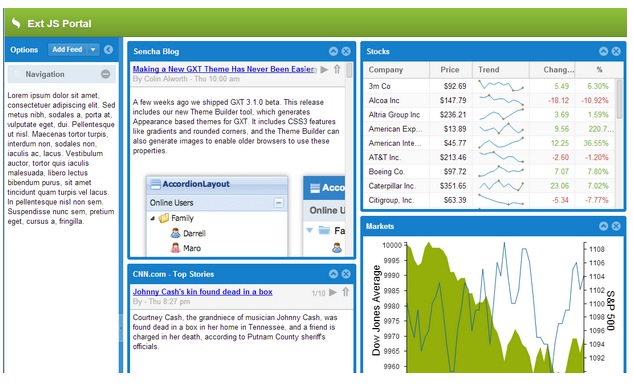 Ext JS Portal
Options
Add Feed
Navigation
Lorem ipsum dolor sit amet,
consectetuer adipiscing elit. Sed
metus nibh, sodales a, porta at,
vulputate eget, dui. Pellentesque
ut nisl. Maecenas tortor turpis,
interdum non, sodales non,
iaculis ac, lacus. Vestibulum
auctor, tortor quis iaculis
malesuada, libero lectus
bibendum purus, sit amet
tincidunt quam turpis vel lacus.
In pellentesque nisl non sem.
Suspendisse nunc sem, pretium
eget, cursus a, fringilla.
Sencha Blog
Making a New GXT Theme Has Never Been Easier
By Colin Alworth - Thu 10:00 am
A few weeks ago we shipped GXT 3.1.0 beta. This release
includes our new Theme Builder tool, which generates
Appearance based themes for GXT. It includes CSS3 features
like gradients and rounded corners, and the Theme Builder can
also generate images to enable older browsers to use these
properties.
AccordionLayout
Online Users
Family
Darrell
Maro
Acco
Online U
Fa
CNN.com - Top Stories
Johnny Cash's kin found dead in a box
1/10
By - Thu 8:27 pm
Courtney Cash, the grandniece of musician Johnny Cash, was
found dead in a box in her home in Tennessee, and a friend is
charged in her death, according to Putnam County sheriff's
officials.
Stocks
Company Price Trend Chang... %
3m Co $92.69 5.49 6.30%
Alcoa Inc $147.79 -18.12 -10.92%
Altria Group Inc $236.21 3.69 1.59%
American Exp... $13.89 9.56 220.7...
American Inte... $45.77 12.25 36.55%
AT&T Inc. $213.46 -2.60 -1.20%
Boeing Co. $97.72 7.07 7.80%
Caterpillar Inc. $351.65 23.06 7.02%
Citigroup, Inc. $63.39 -5.34 -7.77%
Markets
Dow Jones Average
10000
9995
9990
9985
9980
9975
9970
9965
9960
1108
1106
1104
1102
1100
1098
1096
1094
1092
S&P 500